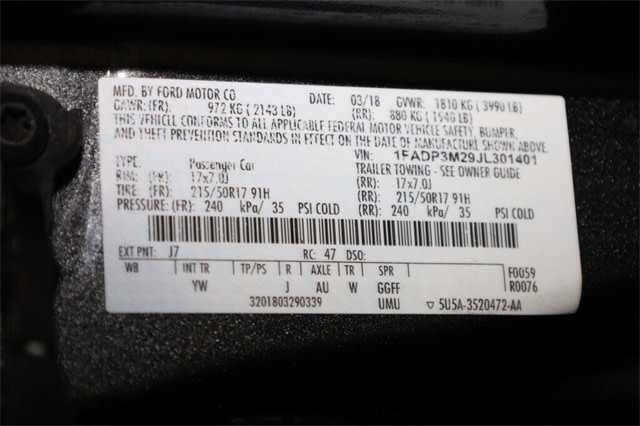 MFD. BY FORD MOTOR CO DATE: 03/18 GVWR: 1810 KG ( 3990 LB)
GAWR: (FR): 972 KG ( 2143 LB) (RR): 880 KG ( 1940 LB)
THIS VEHICLE CONFORMS TO ALL APPLICABLE FEDERAL MOTOR VEHICLE SAFETY, BUMPER,
AND THEFT PREVENTION STANDARDS IN EFFECT ON THE DATE OF MANUFACTURE SHOWN ABOVE.
VIN: 1FADP3M29JL301401
TYPE: Passenger Car TRAILER TOWING - SEE OWNER GUIDE
RIM: (FR): 17x7.0J (RR): 17x7.0J
TIRE: (FR): 215/50R17 91H (RR): 215/50R17 91H
PRESSURE: (FR): 240 kPa/ 35 PSI COLD (RR): 240 kPa/ 35 PSI COLD
EXT PNT: J7 RC: 47 DSO:
WB INT TR TP/PS R AXLE TR SPR F0059
YW J AU W GGFF R0076
3201803290339 UMU ▽ 5U5A-3520472-AA